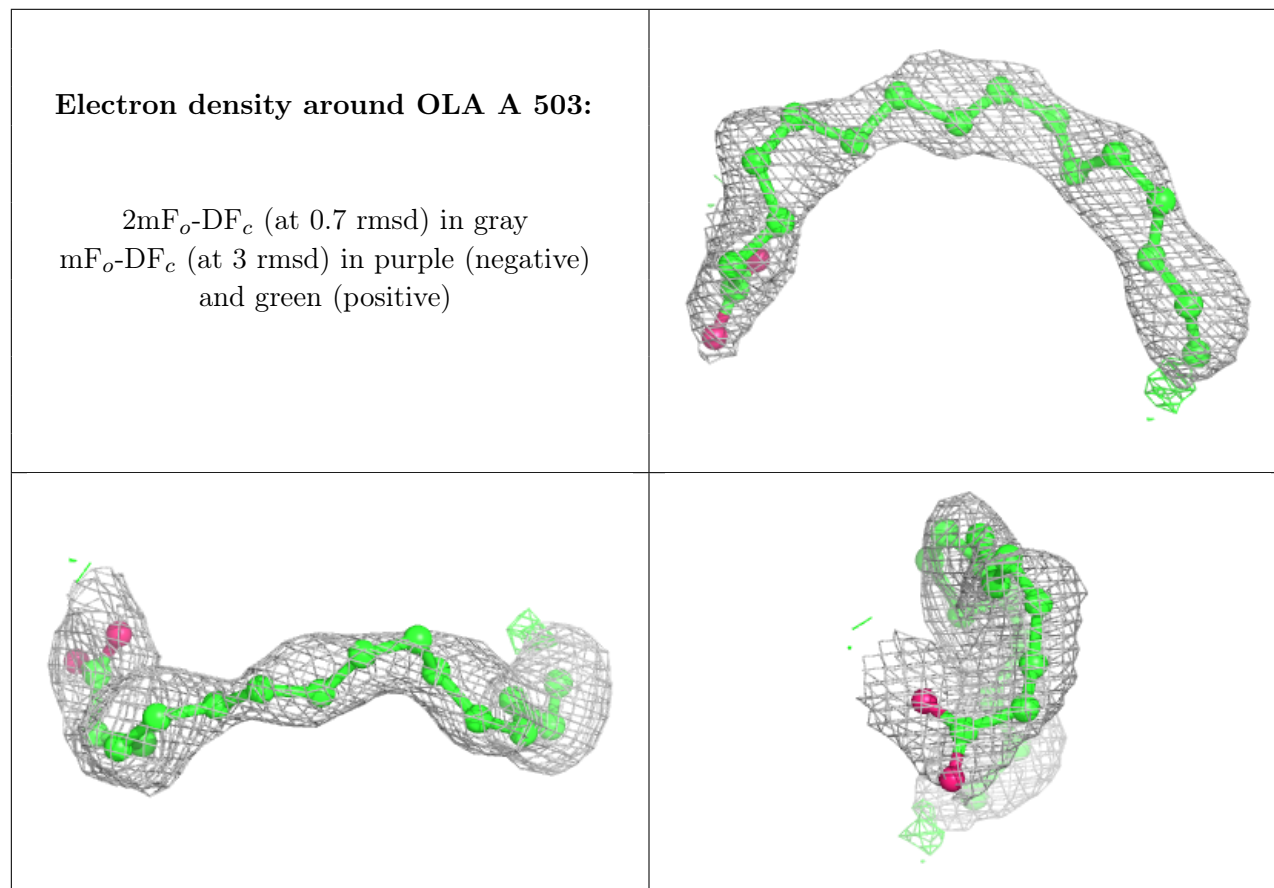 Electron density around OLA A 503:
2mFo-DFc (at 0.7 rmsd) in gray
mFo-DFc (at 3 rmsd) in purple (negative)
and green (positive)